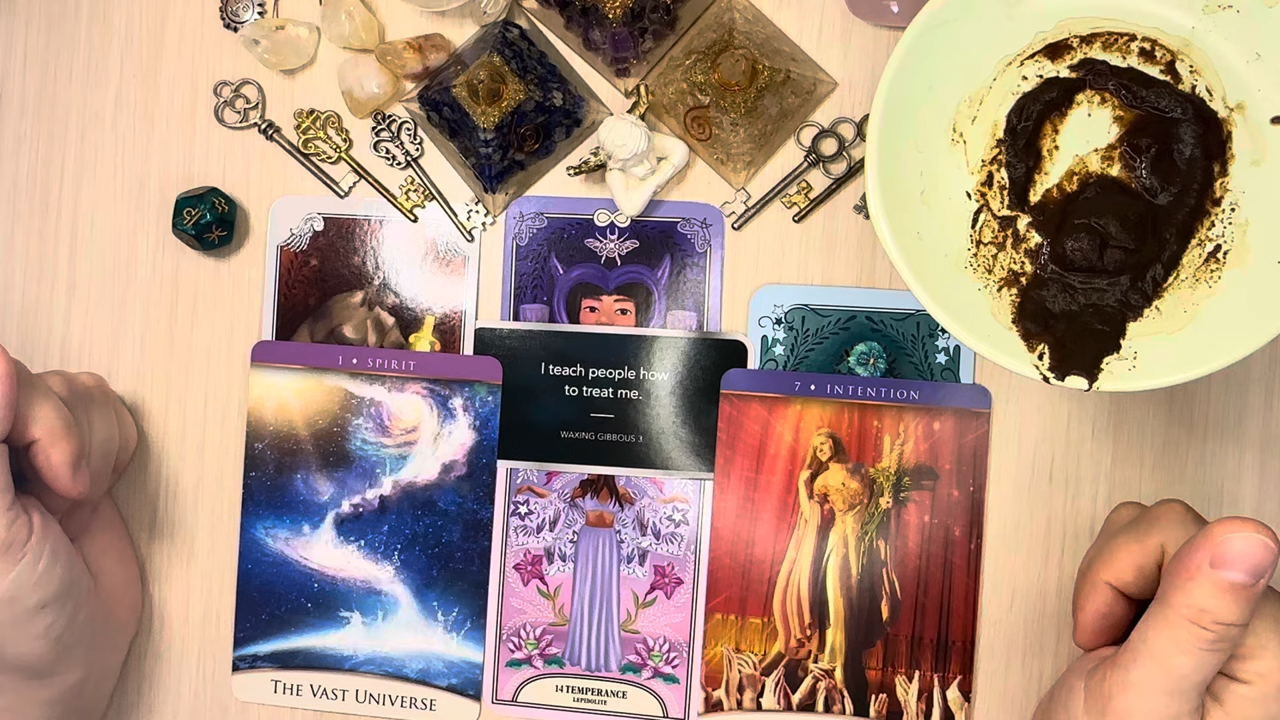 1 ♦ SPIRIT
THE VAST UNIVERSE
I teach people how
to treat me.
WAXING GIBBOUS 3
14 TEMPERANCE
LEPIDOLITE
7 ♦ INTENTION